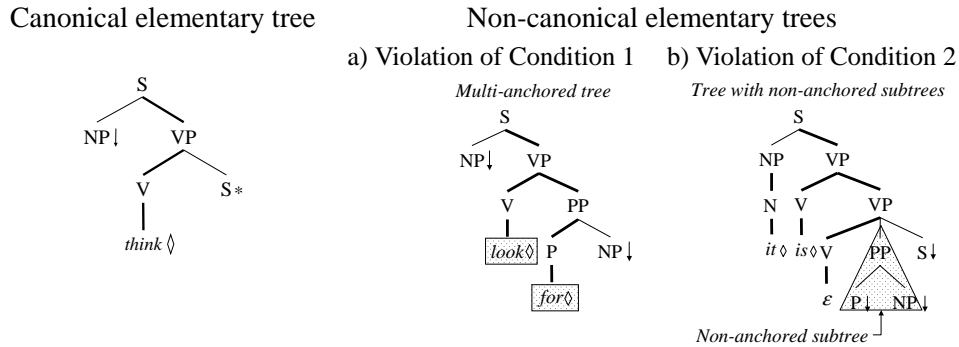 Canonical elementary tree
Non-canonical elementary trees
a) Violation of Condition 1
b) Violation of Condition 2
Multi-anchored tree
Tree with non-anchored subtrees
S
NP↓ VP
V S*
think ◊
S
NP↓ VP
V PP
look◊ P NP↓
for◊
S
NP VP
N V VP
it◊ is◊ V PP S↓
ε P↓ NP↓
Non-anchored subtree